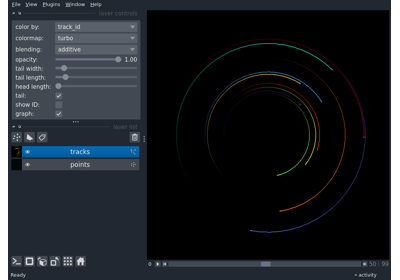 File View Plugins Window Help
layer controls
color by: track_id
colormap: turbo
blending: additive
opacity: 1.00
tail width:
tail length:
head length:
tail:
show ID:
graph:
layer list
tracks
points
Ready
50 99
activity